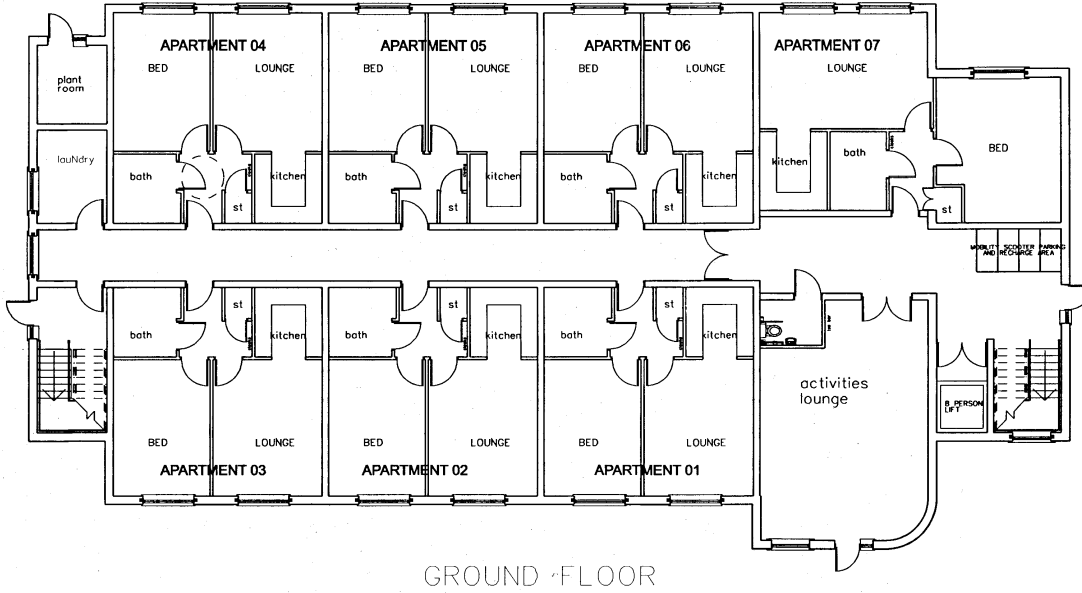 APARTMENT 04
APARTMENT 05
APARTMENT 06
APARTMENT 07
BED
LOUNGE
BED
LOUNGE
BED
LOUNGE
LOUNGE
plant
room
BED
lauNdry
bath
kitchen
bath
kitchen
bath
kitchen
kitchen
bath
st
st
st
st
MOBILITY SCOOTER PARKING
AND RECHARGE AREA
st
st
st
bath
kitchen
bath
kitchen
bath
kitchen
activities
lounge
8 PERSON
LIFT
BED
LOUNGE
BED
LOUNGE
BED
LOUNGE
APARTMENT 03
APARTMENT 02
APARTMENT 01
GROUND FLOOR